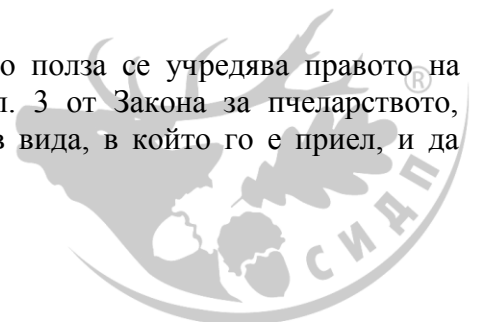 о полза се учредява правото на
л. 3 от Закона за пчеларството,
в вида, в който го е приел, и да
®
СИДП